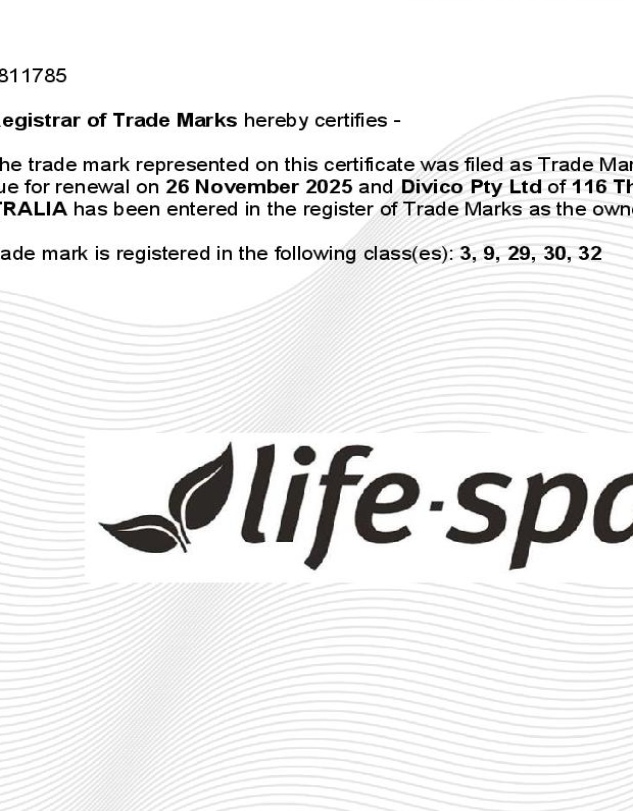 811785
egistrar of Trade Marks hereby certifies -
he trade mark represented on this certificate was filed as Trade Mar
ue for renewal on 26 November 2025 and Divico Pty Ltd of 116 Th
TRALIA has been entered in the register of Trade Marks as the own
ade mark is registered in the following class(es): 3, 9, 29, 30, 32
life·spa